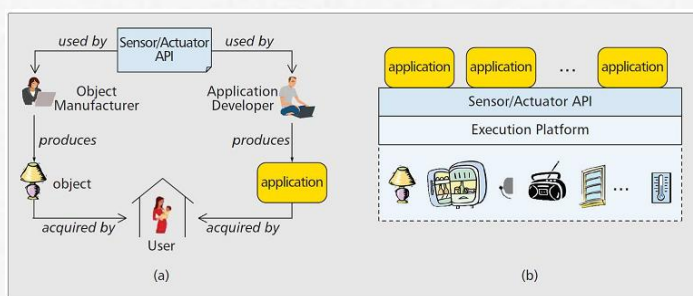 used by
Sensor/Actuator
API
used by
Object
Manufacturer
Application
Developer
produces
produces
object
application
acquired by
acquired by
User
(a)
application
application
...
application
Sensor/Actuator API
Execution Platform
...
(b)